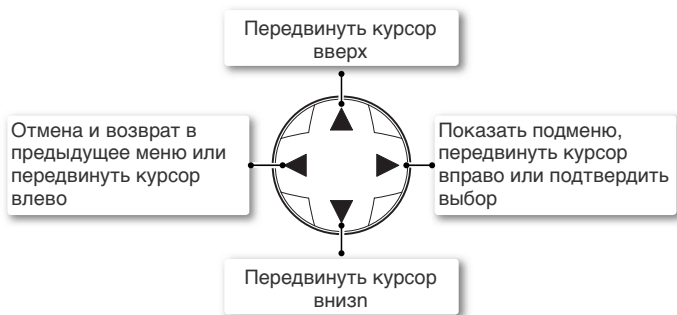 Передвинуть курсор
вверх
Отмена и возврат в
предыдущее меню или
передвинуть курсор
влево
Показать подменю,
передвинуть курсор
вправо или подтвердить
выбор
Передвинуть курсор
внизn